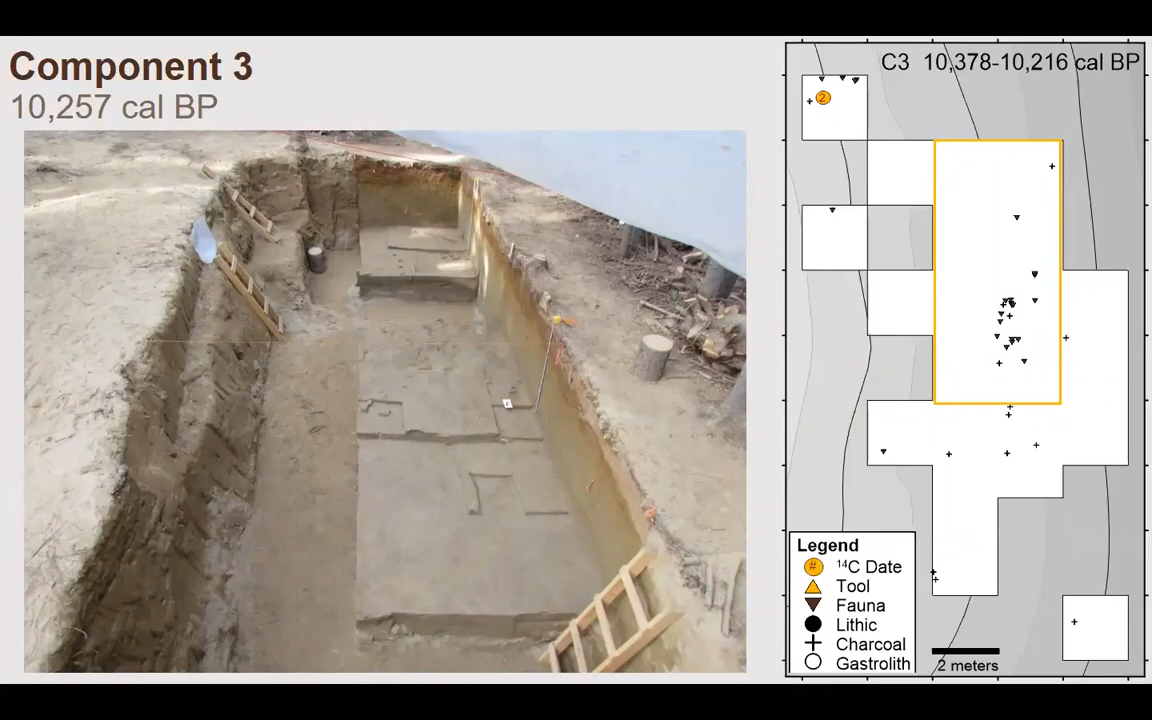 Component 3
10,257 cal BP
C3 10,378-10,216 cal BP
2
Legend
# ¹⁴C Date
Tool
Fauna
Lithic
Charcoal
Gastrolith
2 meters